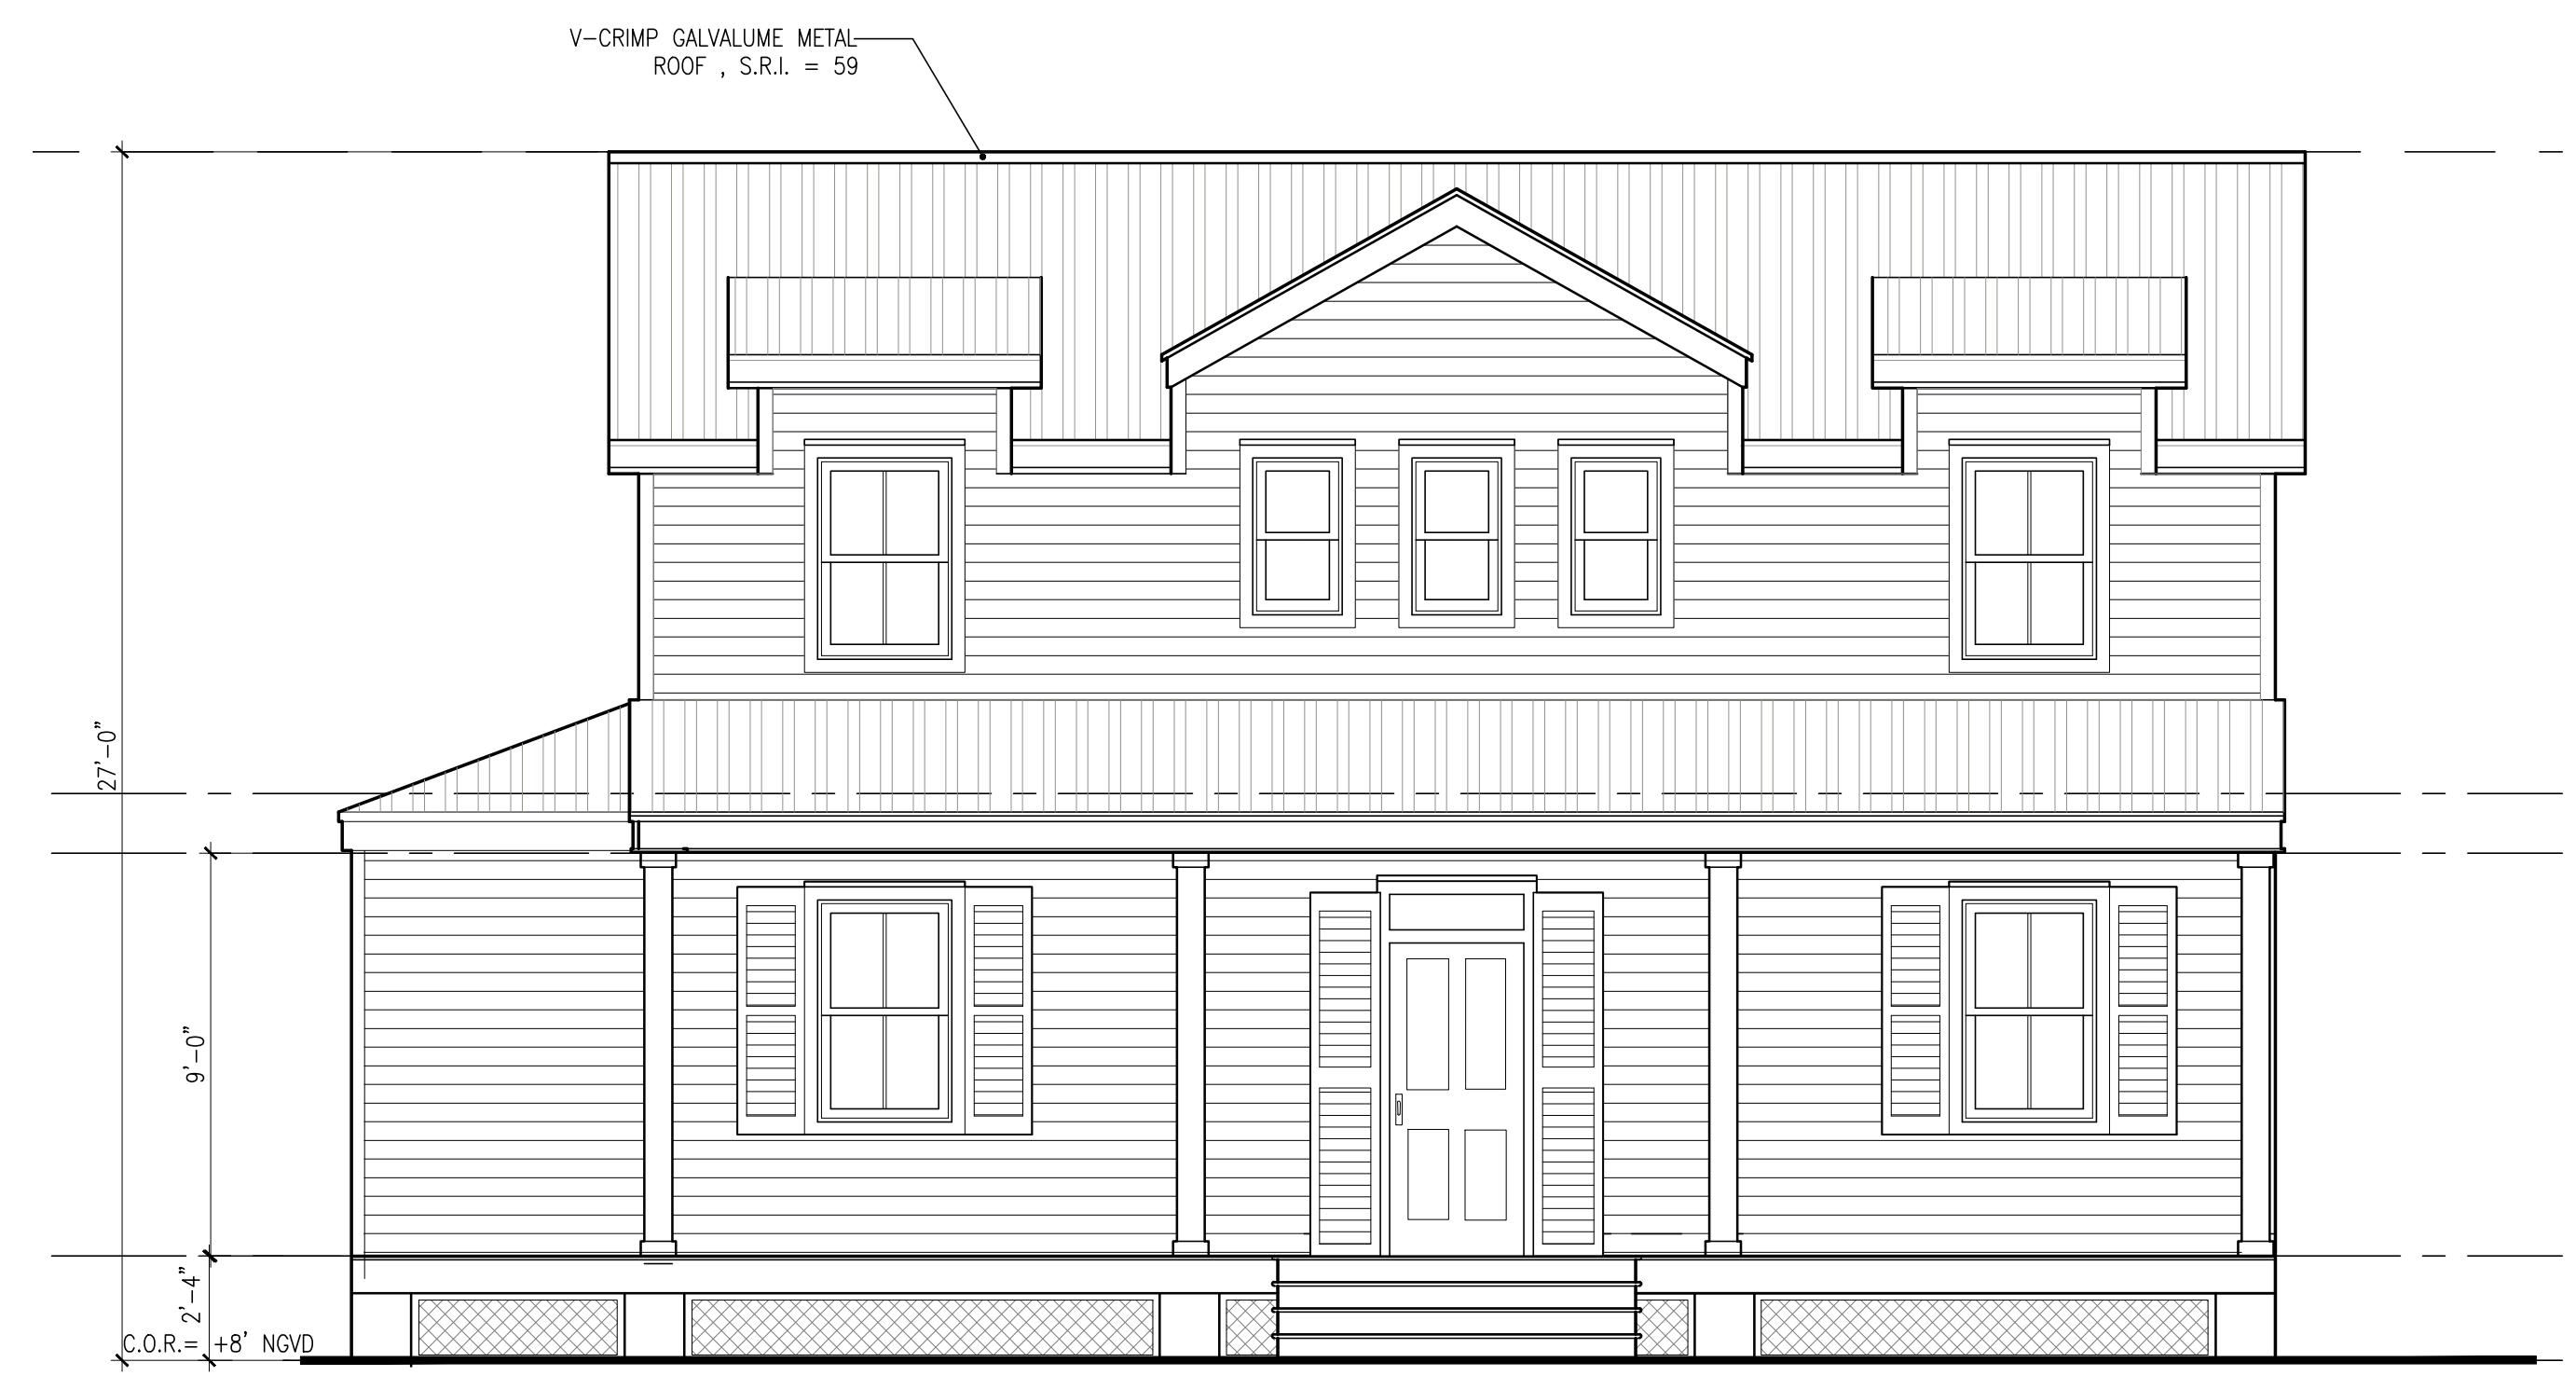 V-CRIMP GALVALUME METAL
ROOF , S.R.I. = 59
27'-0"
9'-0"
2'-4"
C.O.R.= +8' NGVD